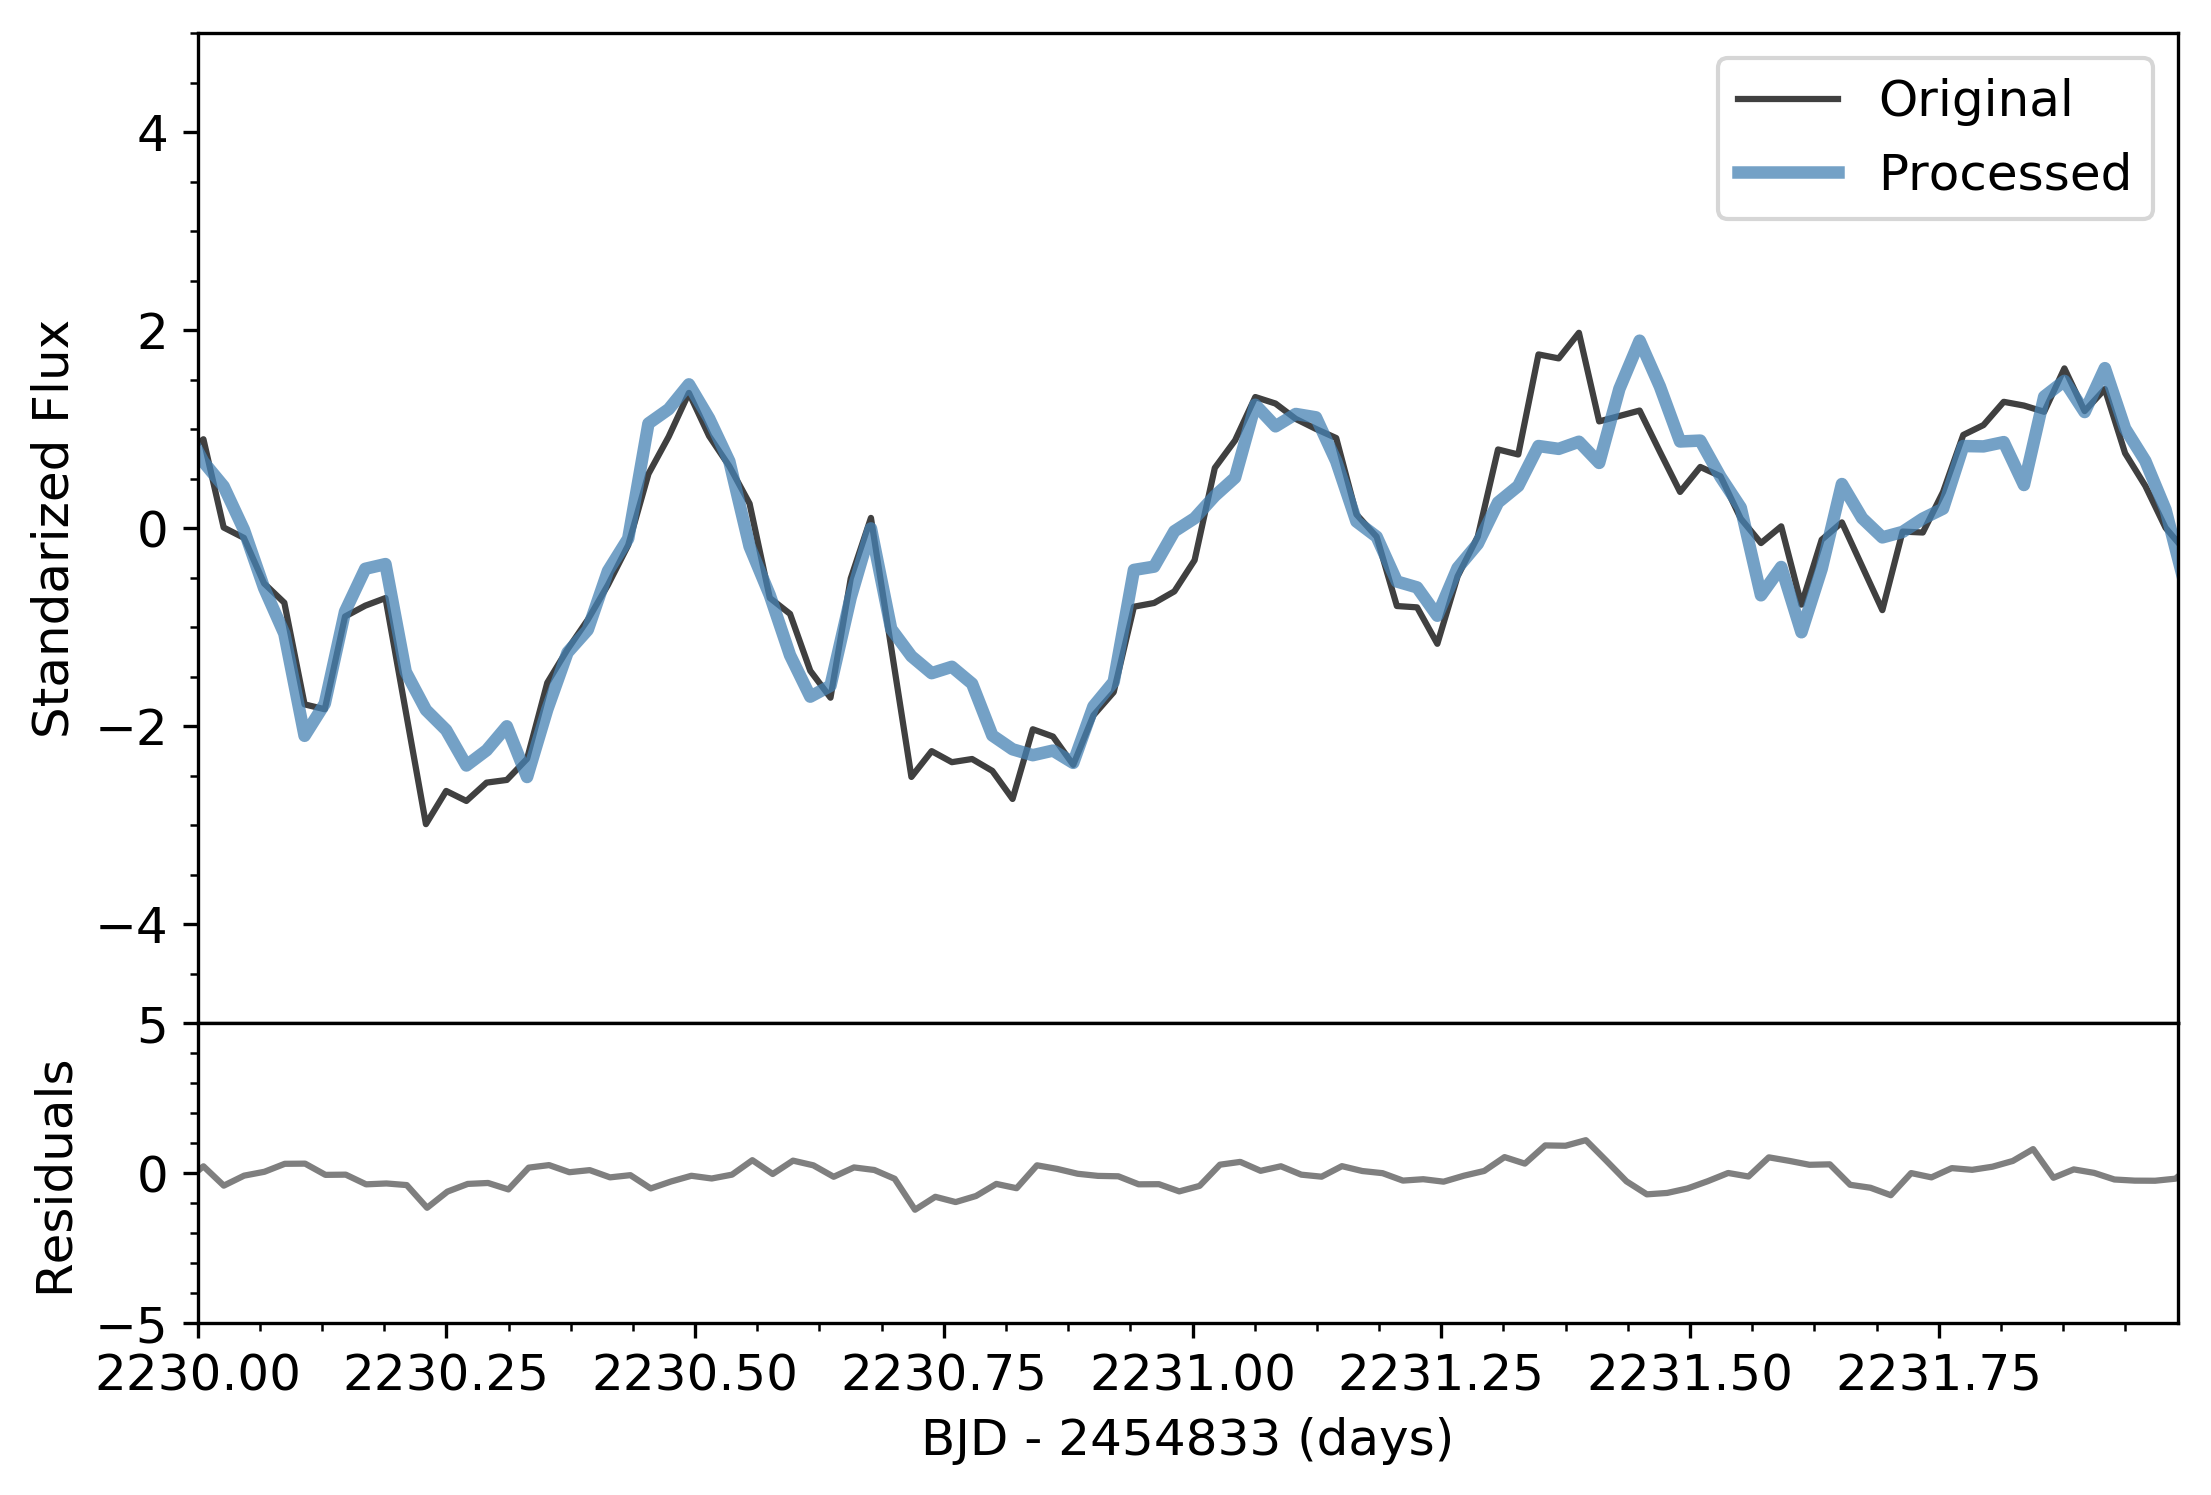 Original
Processed
Standarized Flux
4
2
0
−2
−4
Residuals
5
0
−5
2230.00 2230.25 2230.50 2230.75 2231.00 2231.25 2231.50 2231.75
BJD - 2454833 (days)